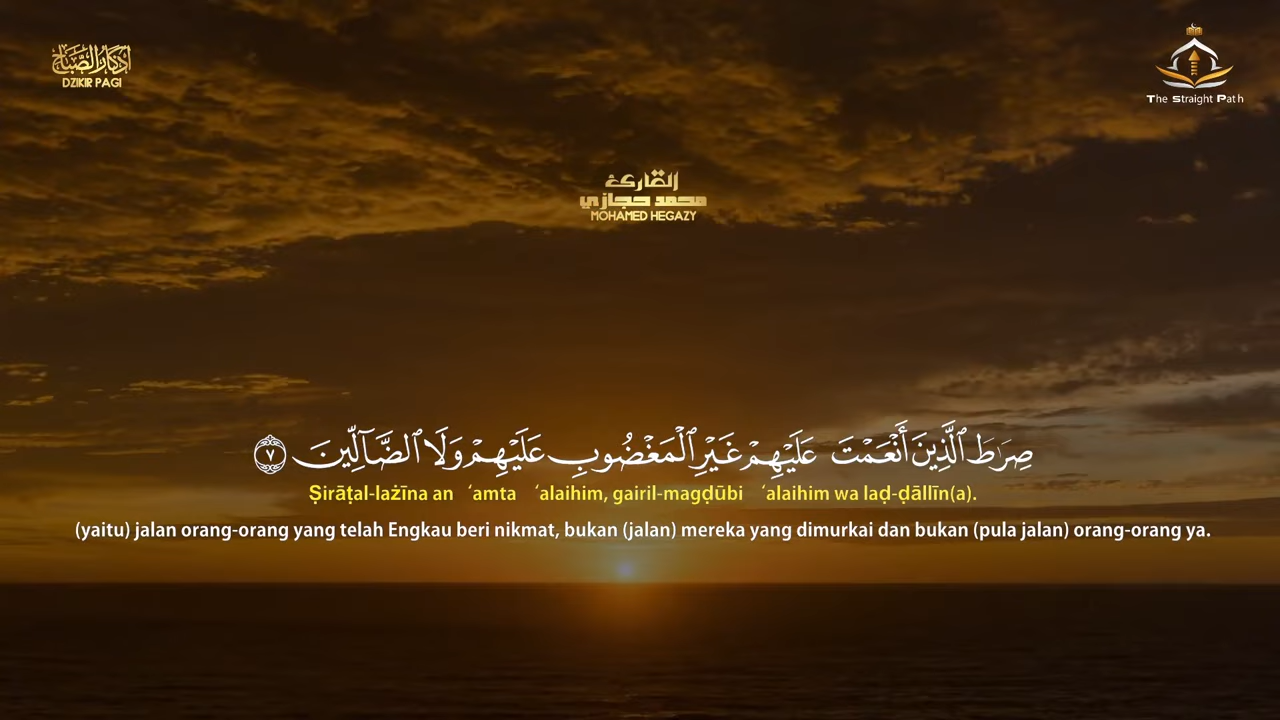 أذكار الصباح
DZIKIR PAGI
The Straight Path
القارئ
محمد حجازي
MOHAMED HEGAZY
صِرَٰطَ ٱلَّذِينَ أَنْعَمْتَ عَلَيْهِمْ غَيْرِ ٱلْمَغْضُوبِ عَلَيْهِمْ وَلَا ٱلضَّآلِّينَ ٧
Ṣirāṭal-lażīna an ‘amta ‘alaihim, gairil-magḍūbi ‘alaihim wa laḍ-ḍāllīn(a).
(yaitu) jalan orang-orang yang telah Engkau beri nikmat, bukan (jalan) mereka yang dimurkai dan bukan (pula jalan) orang-orang ya.